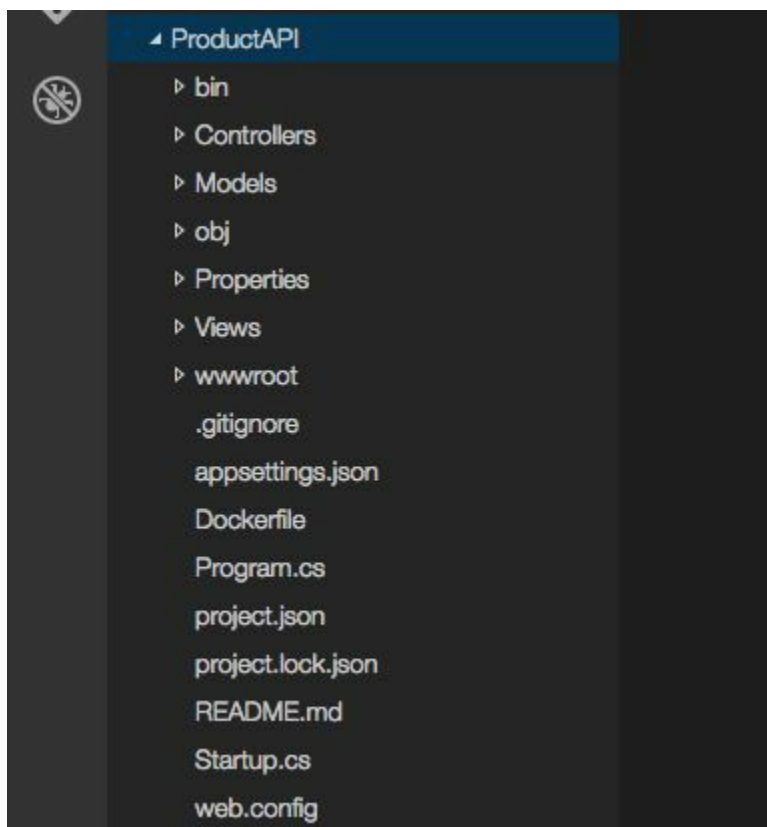 ProductAPI
bin
Controllers
Models
obj
Properties
Views
wwwroot
.gitignore
appsettings.json
Dockerfile
Program.cs
project.json
project.lock.json
README.md
Startup.cs
web.config